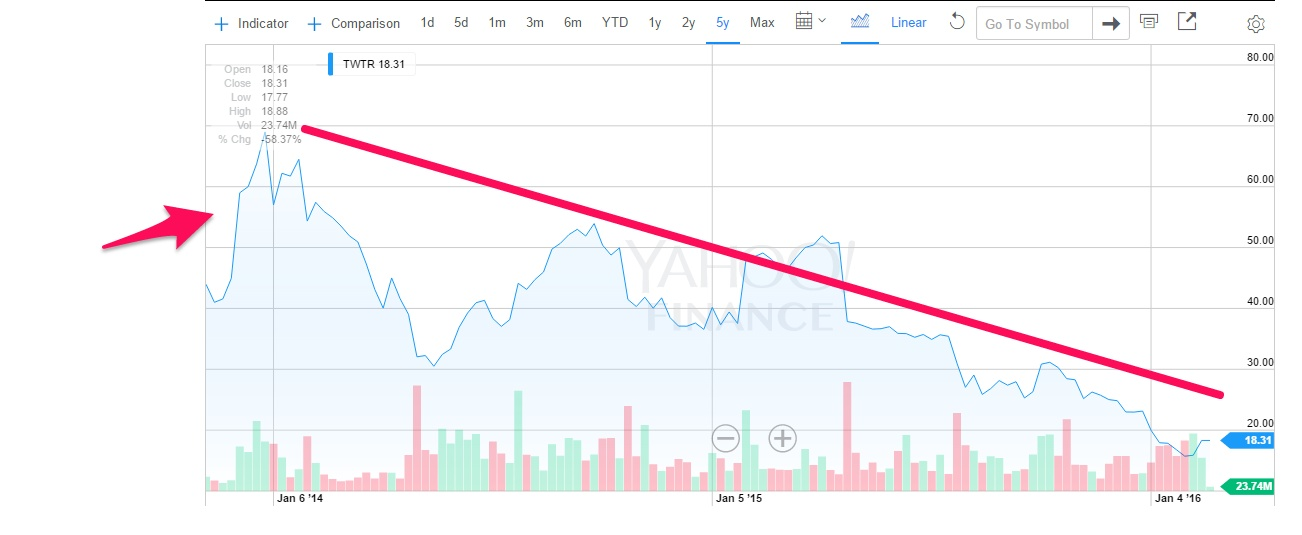 Indicator Comparison 1d 5d 1m 3m 6m YTD 1y 2y 5y Max Linear Go To Symbol
TWTR 18.31
Open 18.16
Close 18.31
Low 17.77
High 18.88
Vol 23.74M
% Chg -58.37%
80.00
70.00
60.00
50.00
40.00
30.00
20.00
YAHOO!
FINANCE
18.31
23.74M
Jan 6 '14 Jan 5 '15 Jan 4 '16